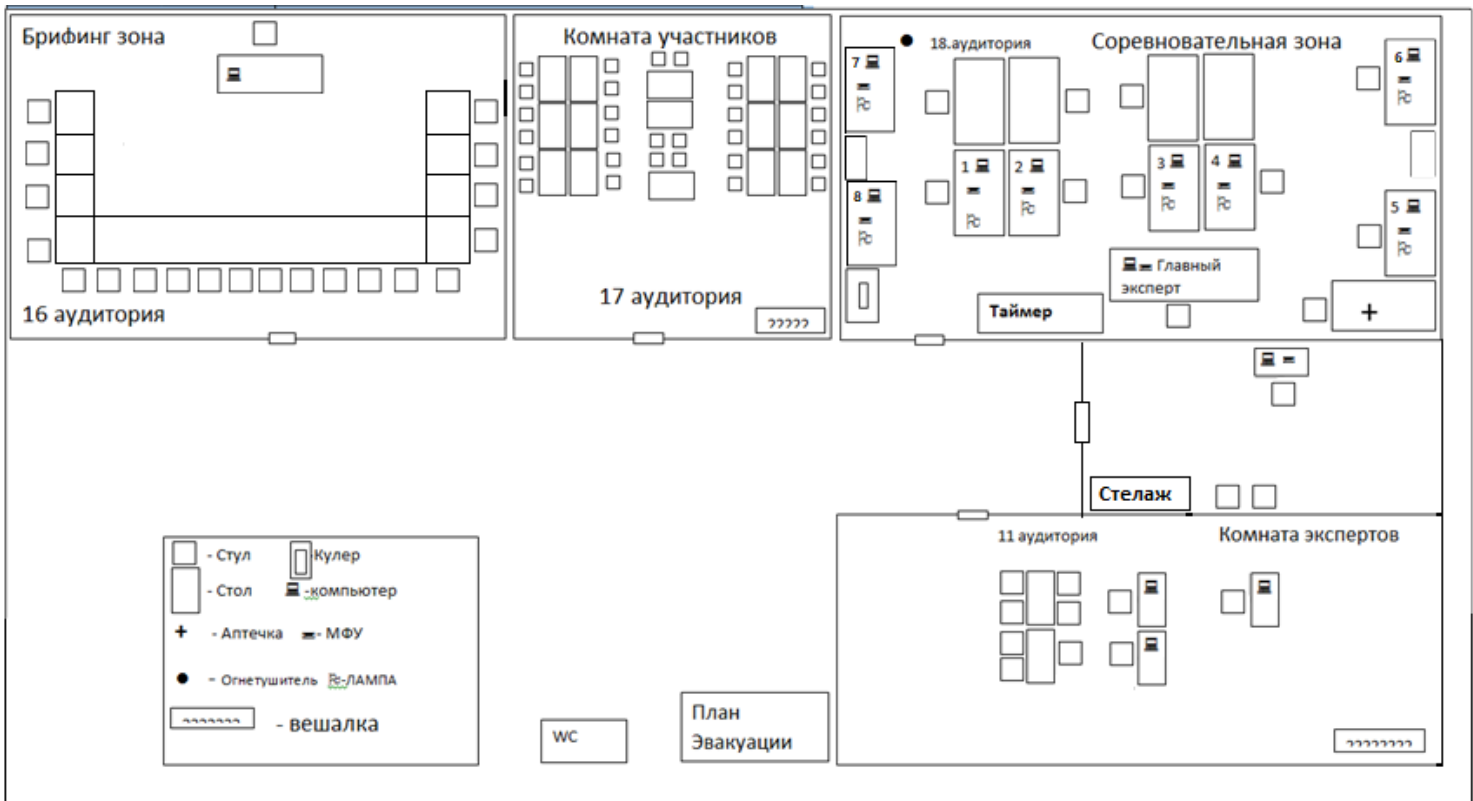 Брифинг зона
16 аудитория
Комната участников
17 аудитория
?????
18.аудитория
Соревновательная зона
7
8
1
2
3
4
6
5
Главный
эксперт
Таймер
+
Стелаж
11 аудитория
Комната экспертов
????????
- Стул
-Кулер
- Стол
-компьютер
+ - Аптечка
- МФУ
- Огнетушитель
-ЛАМПА
??????? - вешалка
WC
План
Эвакуации